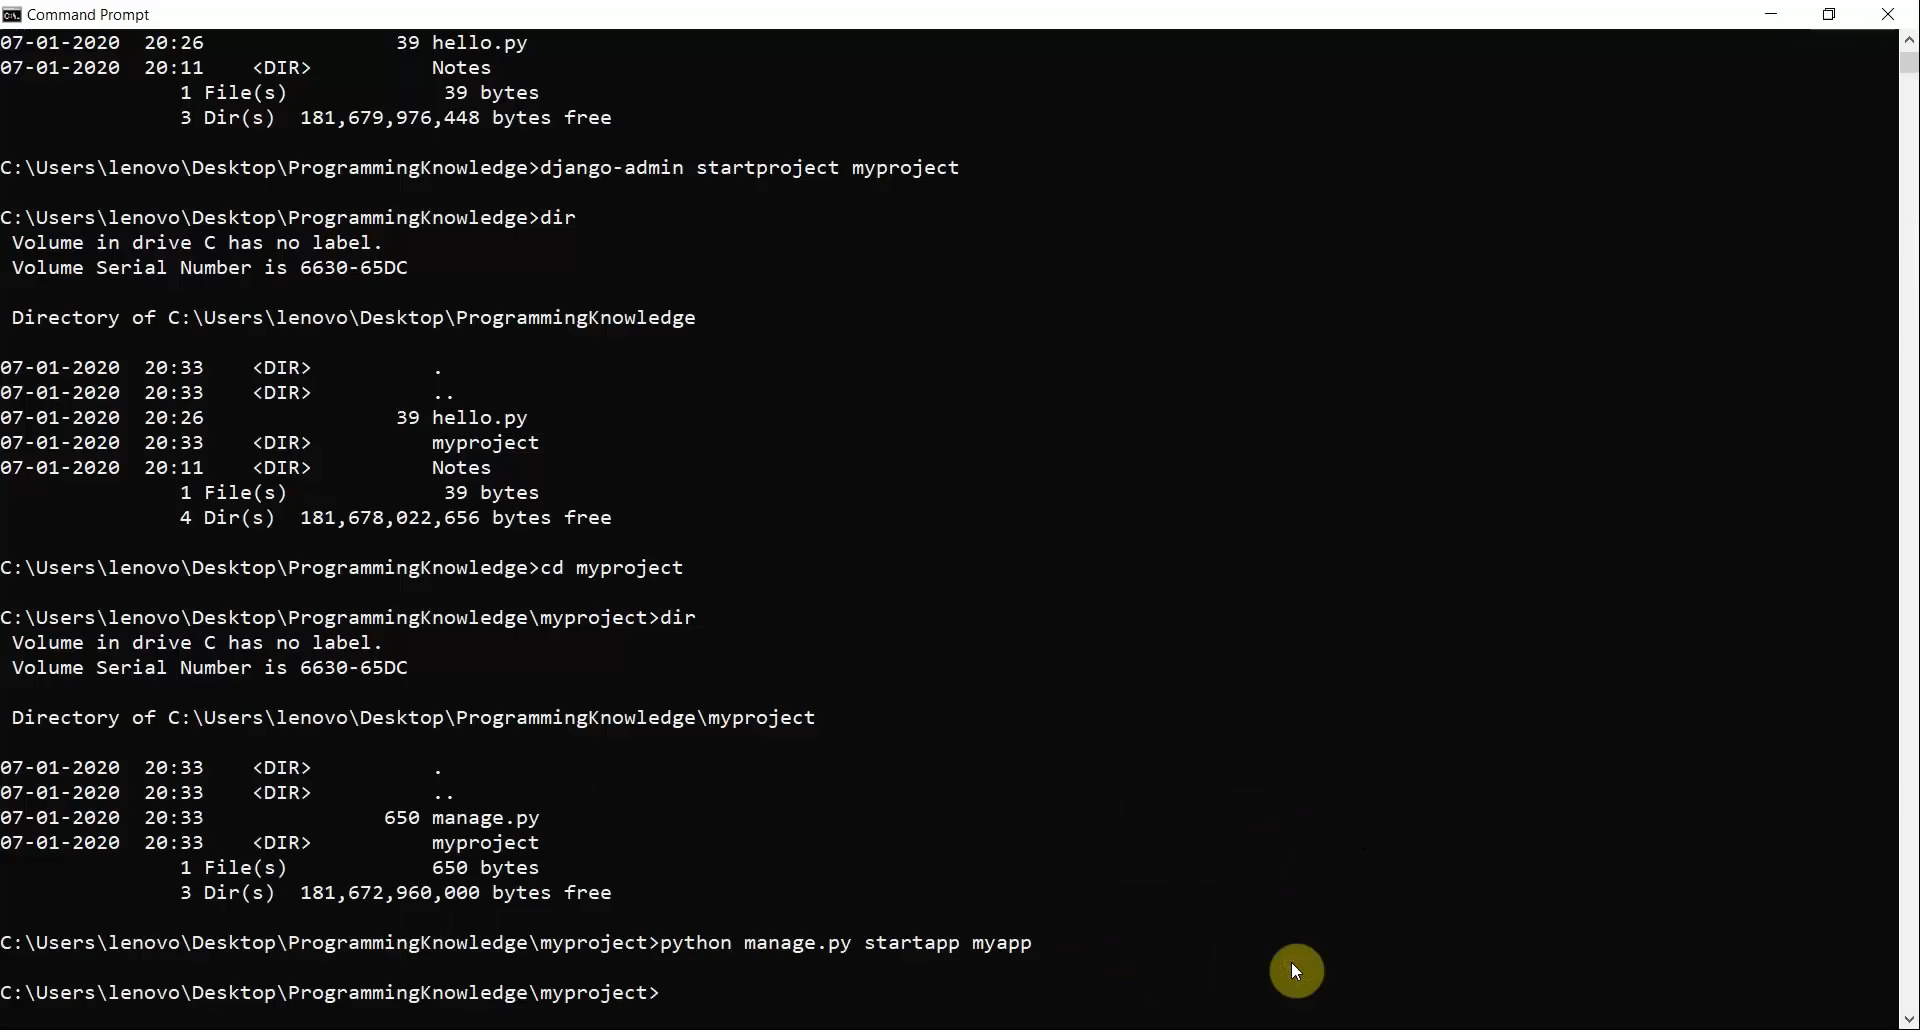 Command Prompt
07-01-2020  20:26                39 hello.py
07-01-2020  20:11    <DIR>          Notes
               1 File(s)             39 bytes
               3 Dir(s)  181,679,976,448 bytes free
C:\Users\lenovo\Desktop\ProgrammingKnowledge>django-admin startproject myproject
C:\Users\lenovo\Desktop\ProgrammingKnowledge>dir
 Volume in drive C has no label.
 Volume Serial Number is 6630-65DC
 Directory of C:\Users\lenovo\Desktop\ProgrammingKnowledge
07-01-2020  20:33    <DIR>          .
07-01-2020  20:33    <DIR>          ..
07-01-2020  20:26                39 hello.py
07-01-2020  20:33    <DIR>          myproject
07-01-2020  20:11    <DIR>          Notes
               1 File(s)             39 bytes
               4 Dir(s)  181,678,022,656 bytes free
C:\Users\lenovo\Desktop\ProgrammingKnowledge>cd myproject
C:\Users\lenovo\Desktop\ProgrammingKnowledge\myproject>dir
 Volume in drive C has no label.
 Volume Serial Number is 6630-65DC
 Directory of C:\Users\lenovo\Desktop\ProgrammingKnowledge\myproject
07-01-2020  20:33    <DIR>          .
07-01-2020  20:33    <DIR>          ..
07-01-2020  20:33               650 manage.py
07-01-2020  20:33    <DIR>          myproject
               1 File(s)            650 bytes
               3 Dir(s)  181,672,960,000 bytes free
C:\Users\lenovo\Desktop\ProgrammingKnowledge\myproject>python manage.py startapp myapp
C:\Users\lenovo\Desktop\ProgrammingKnowledge\myproject>